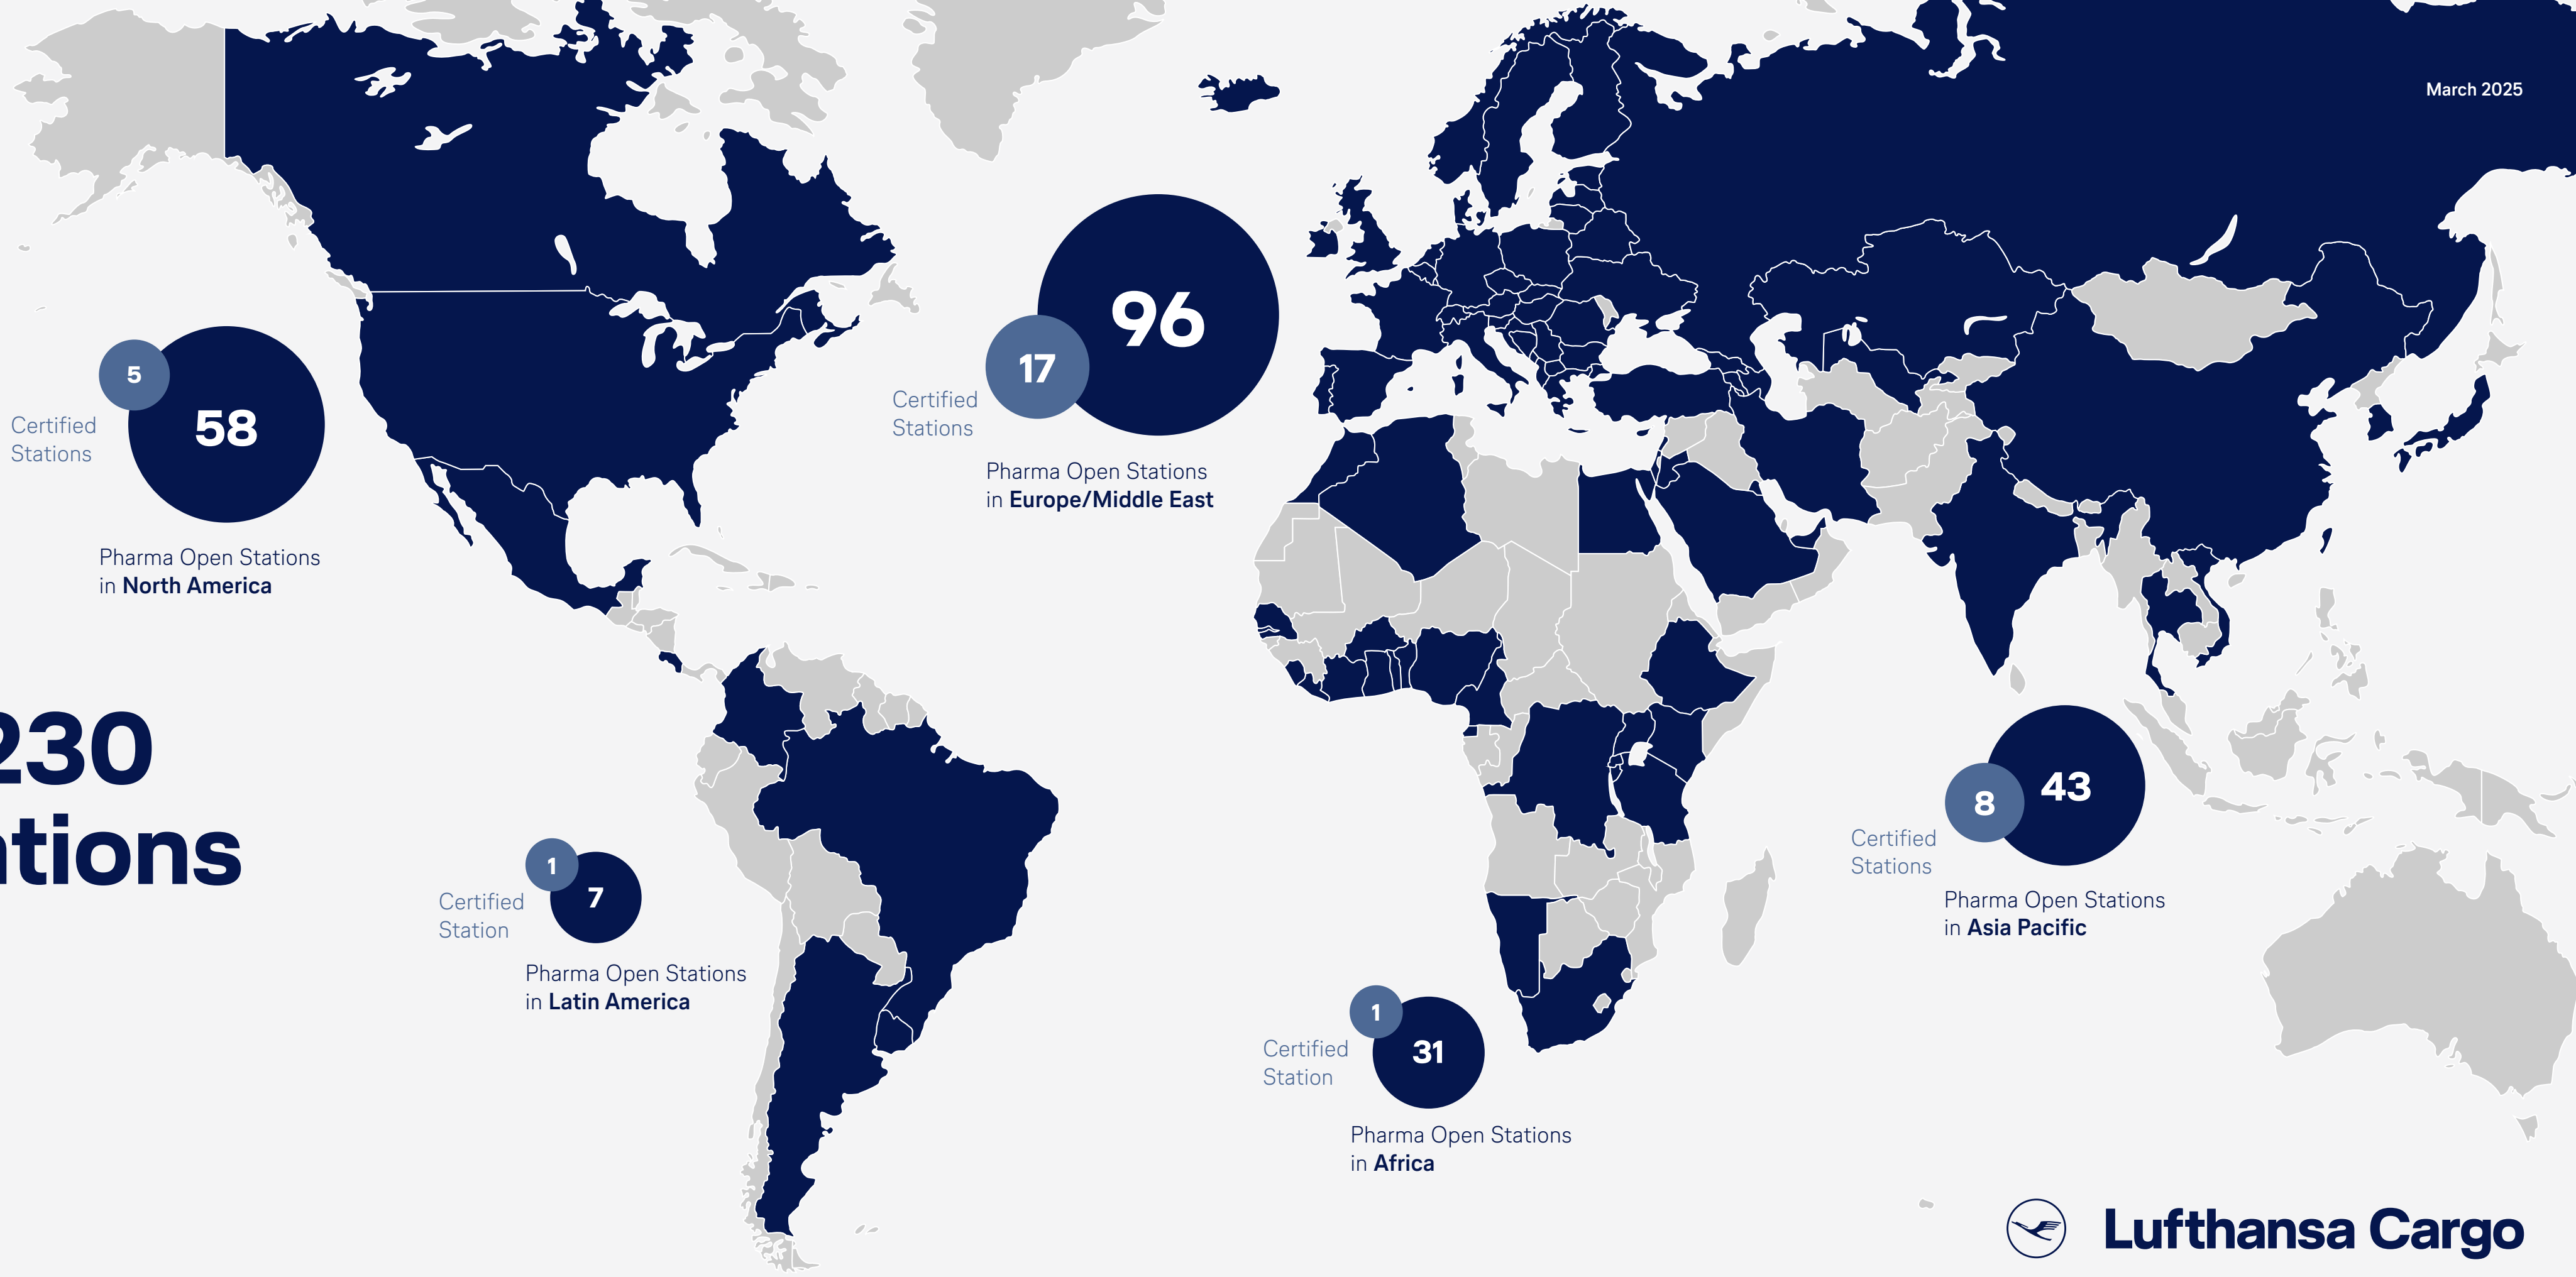 March 2025
5
58
Certified
Stations
Pharma Open Stations
in North America
96
17
Certified
Stations
Pharma Open Stations
in Europe/Middle East
230
ations
1
7
Certified
Station
Pharma Open Stations
in Latin America
8
43
Certified
Stations
Pharma Open Stations
in Asia Pacific
1
31
Certified
Station
Pharma Open Stations
in Africa
Lufthansa Cargo